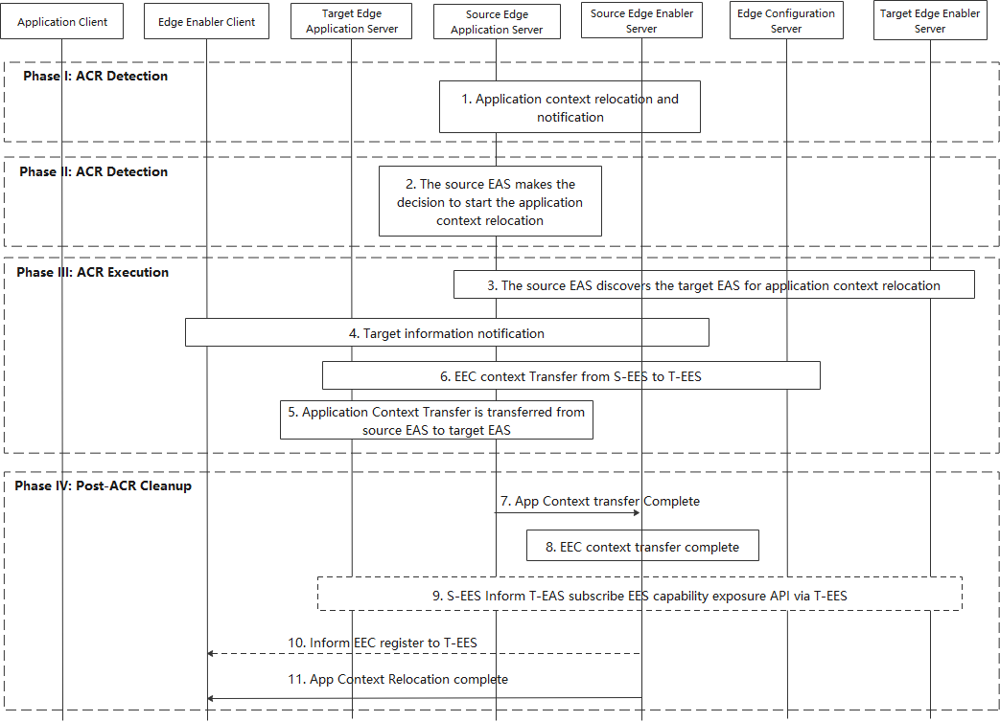 Application Client
Edge Enabler Client
Target Edge
Application Server
Source Edge
Application Server
Source Edge Enabler
Server
Edge Configuration
Server
Target Edge Enabler
Server
Phase I: ACR Detection
1. Application context relocation and
notification
Phase II: ACR Detection
2. The source EAS makes the
decision to start the application
context relocation
Phase III: ACR Execution
3. The source EAS discovers the target EAS for application context relocation
4. Target information notification
6. EEC context Transfer from S-EES to T-EES
5. Application Context Transfer is transferred from
source EAS to target EAS
Phase IV: Post-ACR Cleanup
7. App Context transfer Complete
8. EEC context transfer complete
9. S-EES Inform T-EAS subscribe EES capability exposure API via T-EES
10. Inform EEC register to T-EES
11. App Context Relocation complete